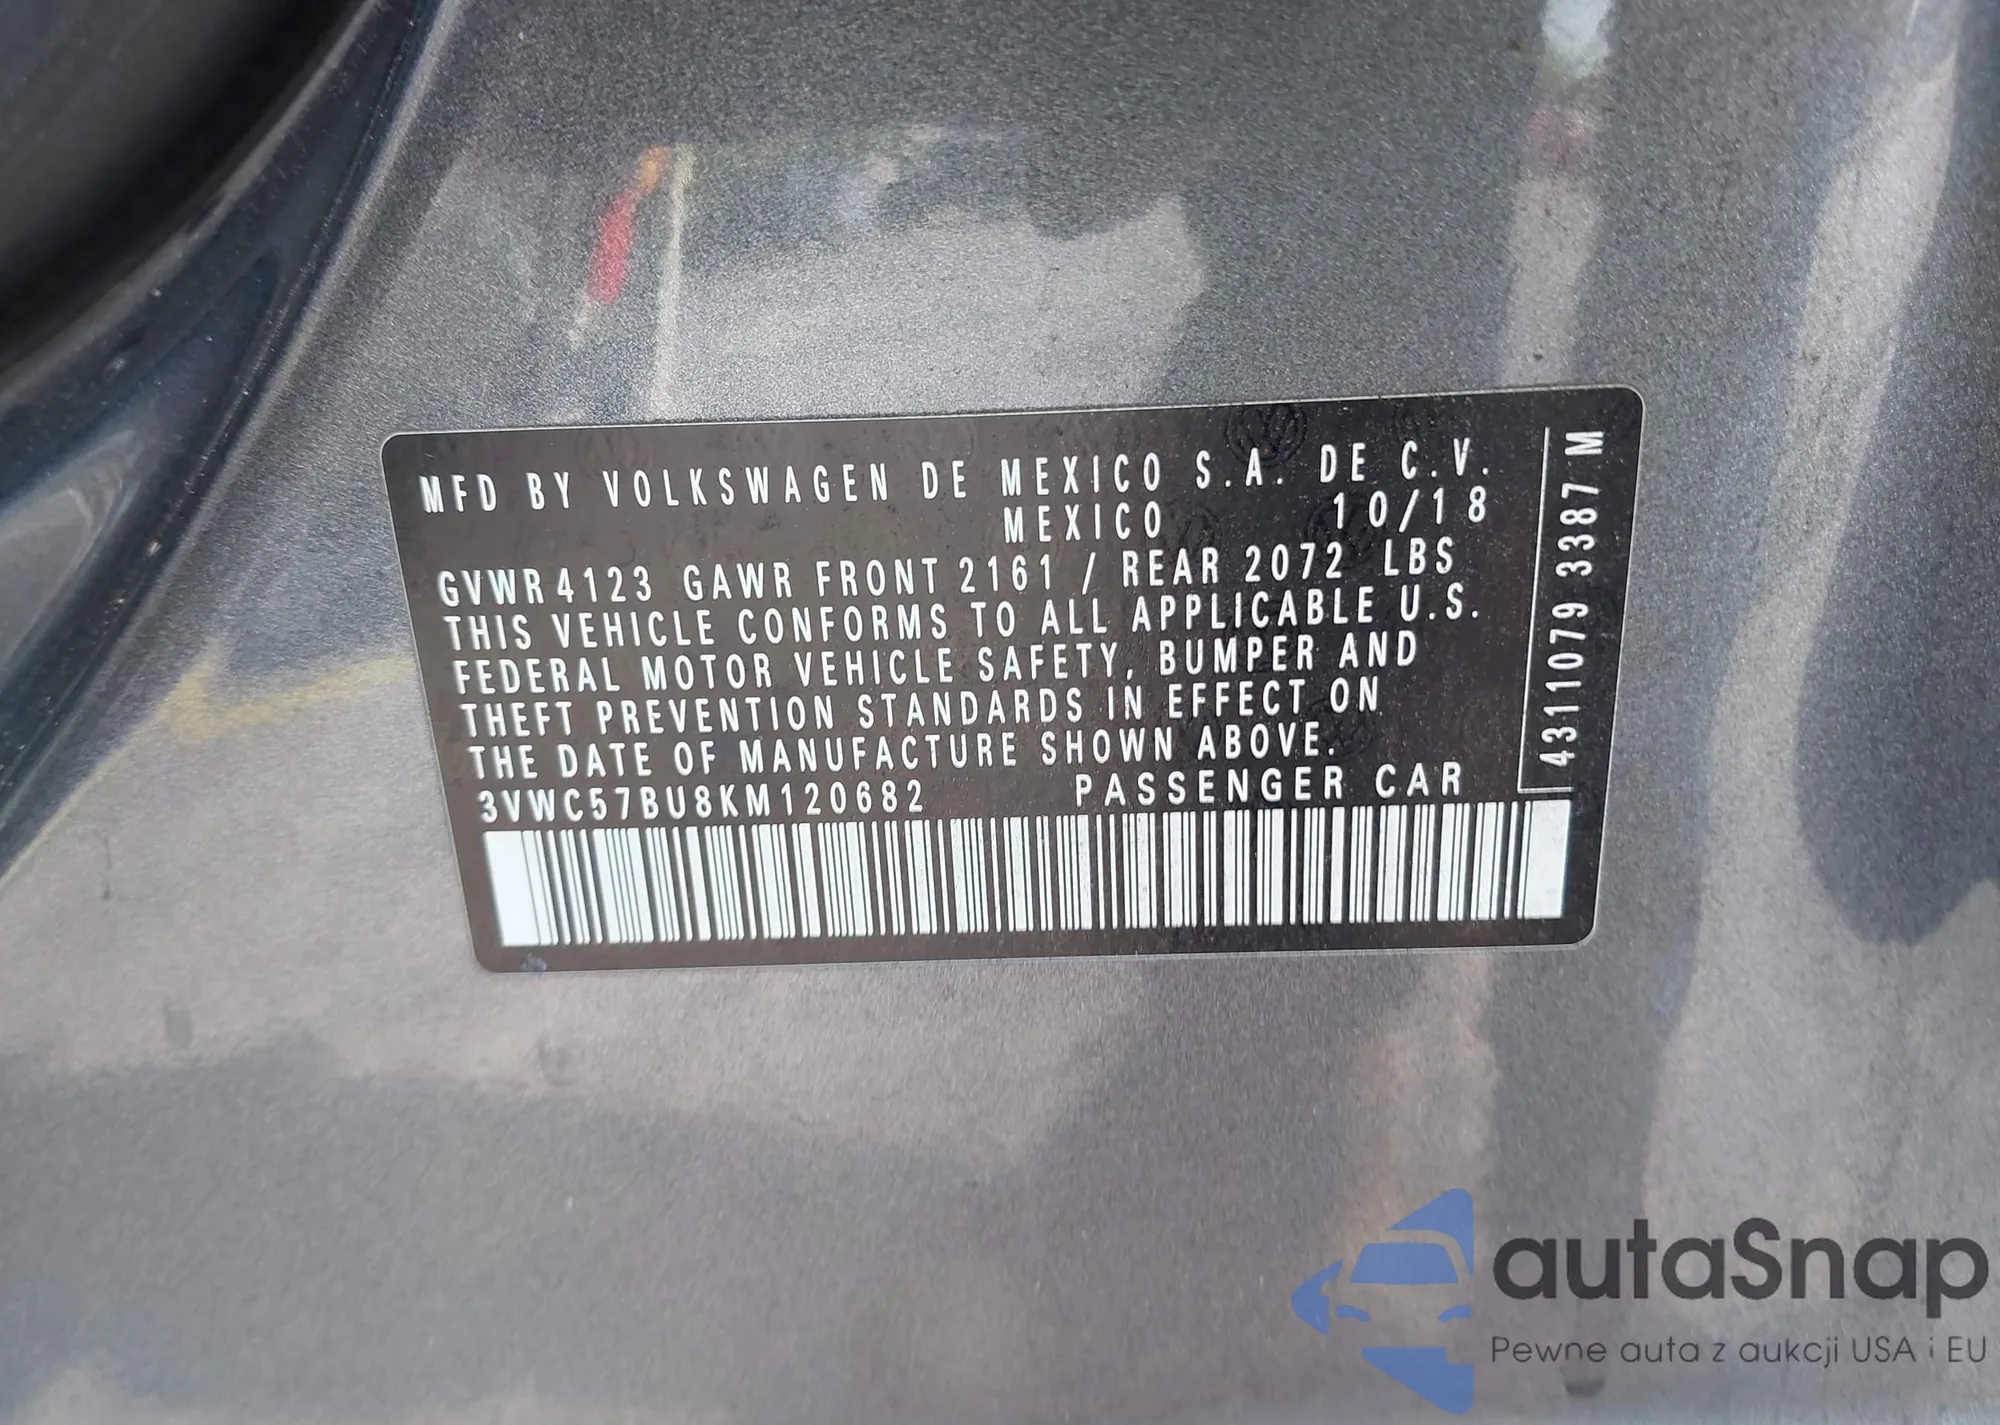 MFD BY VOLKSWAGEN DE MEXICO S.A. DE C.V.
MEXICO 10/18
GVWR 4123 GAWR FRONT 2161 / REAR 2072 LBS
THIS VEHICLE CONFORMS TO ALL APPLICABLE U.S.
FEDERAL MOTOR VEHICLE SAFETY, BUMPER AND
THEFT PREVENTION STANDARDS IN EFFECT ON
THE DATE OF MANUFACTURE SHOWN ABOVE.
3VWC57BU8KM120682 PASSENGER CAR
4311079 3387 M
autaSnap
Pewne auta z aukcji USA i EU